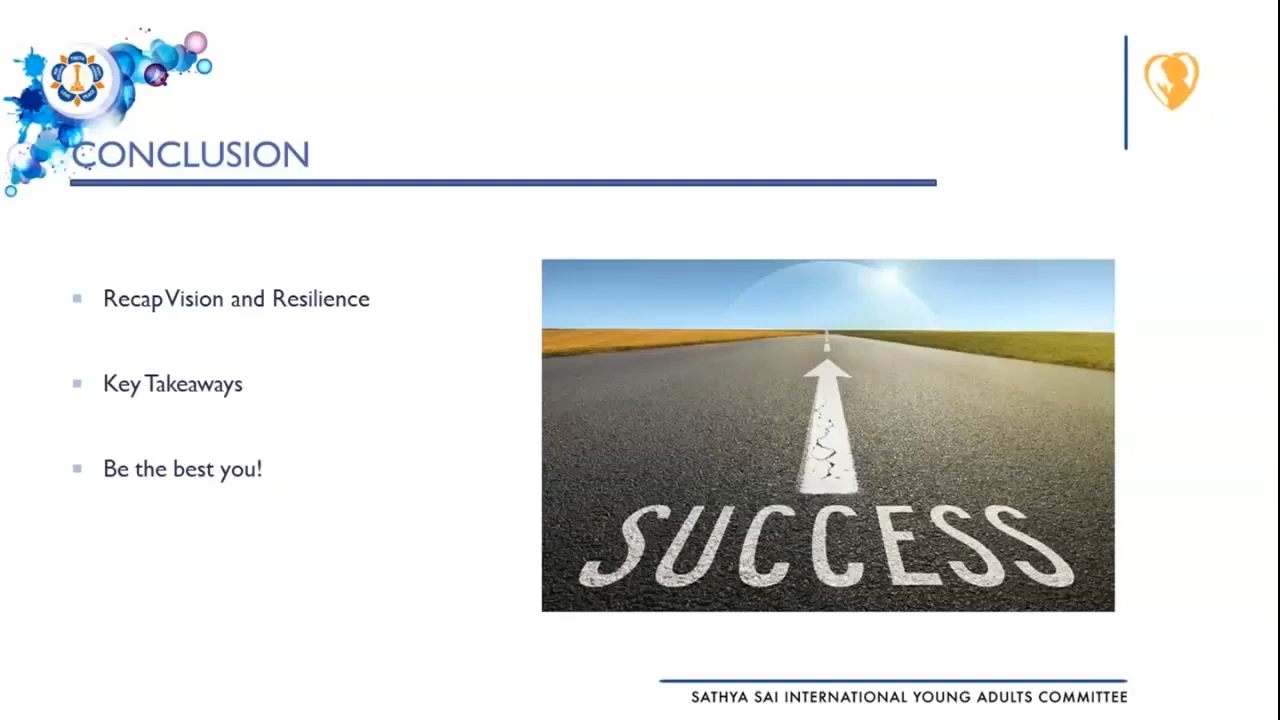 CONCLUSION
Recap Vision and Resilience
Key Takeaways
Be the best you!
SUCCESS
SATHYA SAI INTERNATIONAL YOUNG ADULTS COMMITTEE